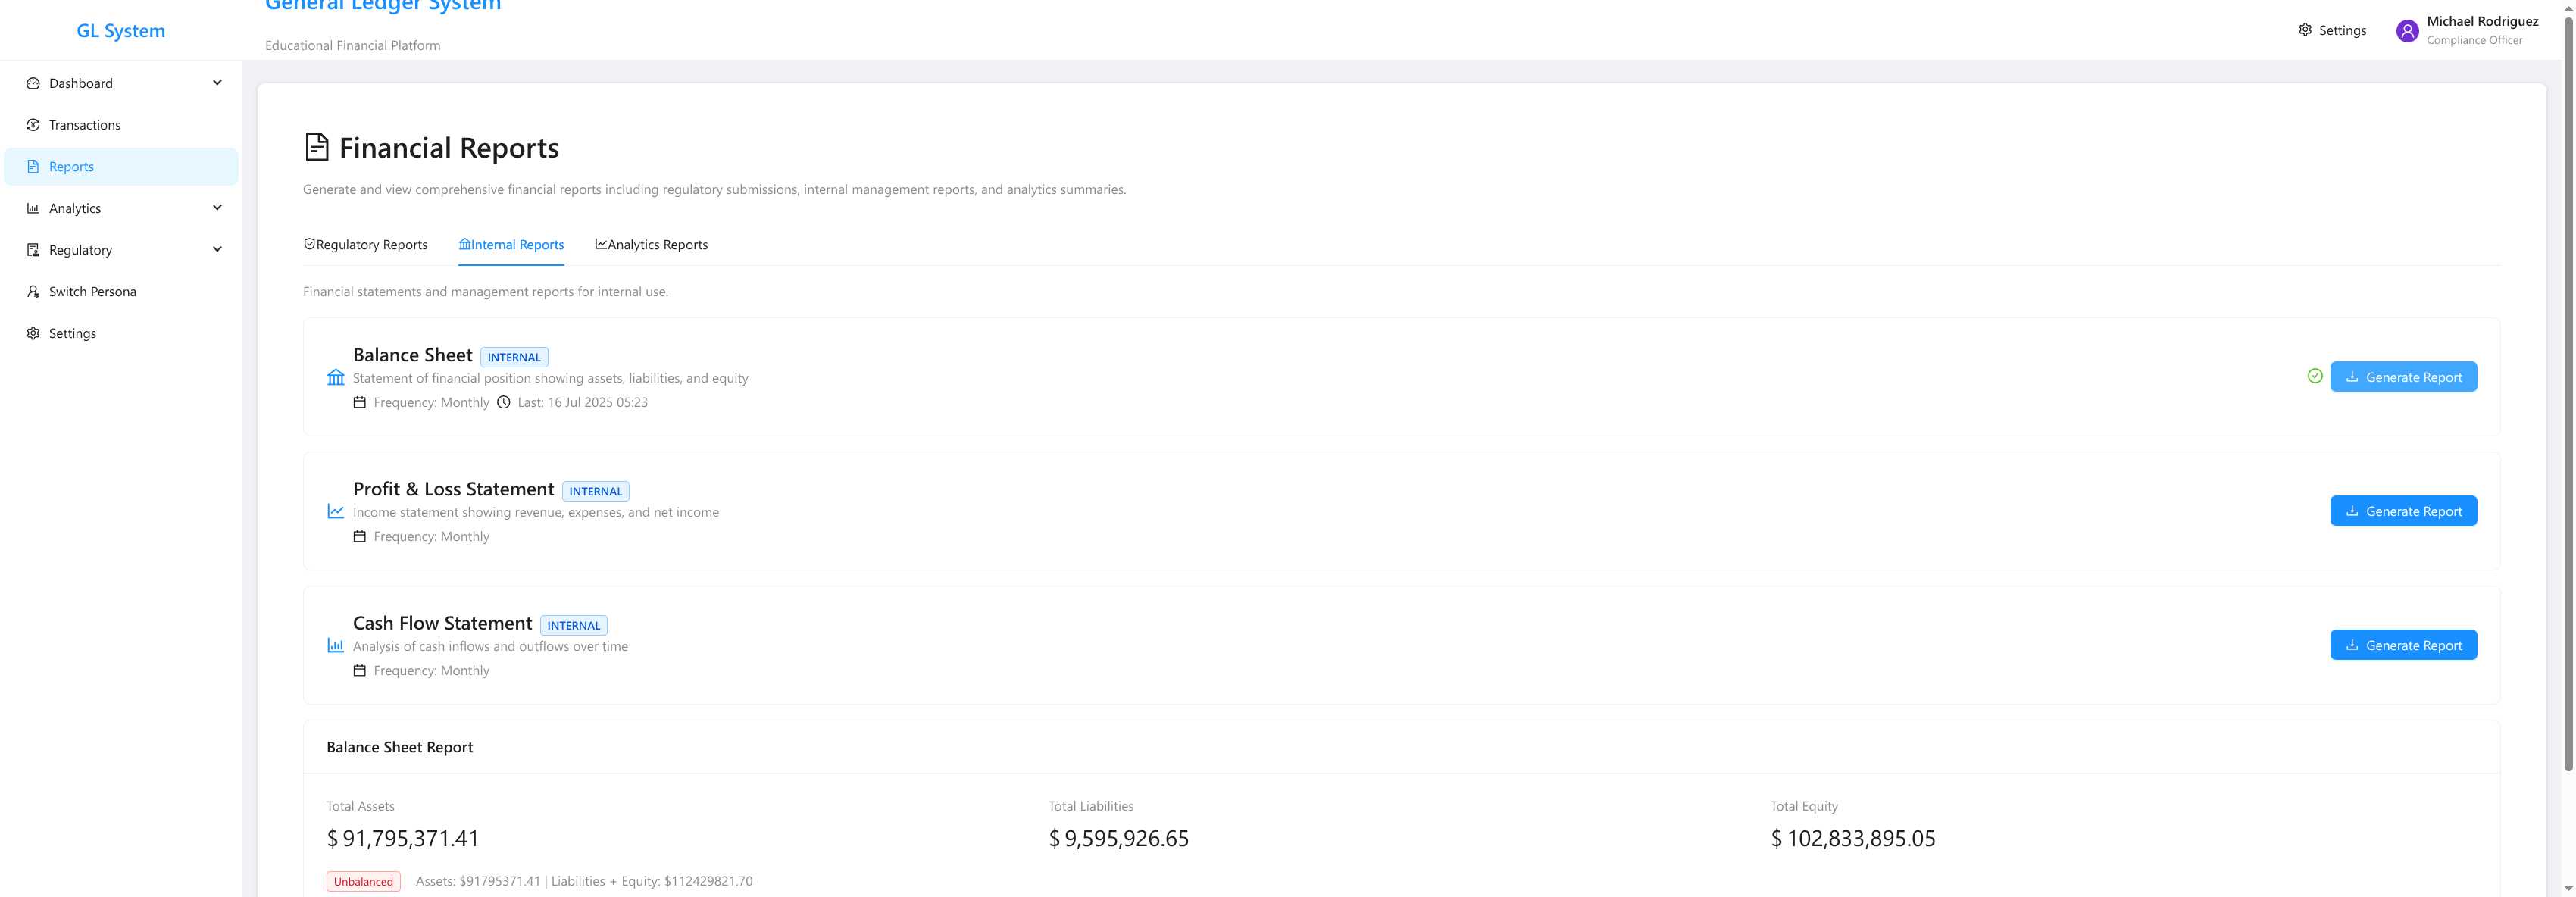 GL System
Dashboard
Transactions
Reports
Analytics
Regulatory
Switch Persona
Settings
General Ledger System
Educational Financial Platform
Settings
Michael Rodriguez
Compliance Officer
Financial Reports
Generate and view comprehensive financial reports including regulatory submissions, internal management reports, and analytics summaries.
Regulatory Reports
Internal Reports
Analytics Reports
Financial statements and management reports for internal use.
Balance Sheet INTERNAL
Statement of financial position showing assets, liabilities, and equity
Frequency: Monthly Last: 16 Jul 2025 05:23
Generate Report
Profit & Loss Statement INTERNAL
Income statement showing revenue, expenses, and net income
Frequency: Monthly
Generate Report
Cash Flow Statement INTERNAL
Analysis of cash inflows and outflows over time
Frequency: Monthly
Generate Report
Balance Sheet Report
Total Assets
$ 91,795,371.41
Total Liabilities
$ 9,595,926.65
Total Equity
$ 102,833,895.05
Unbalanced Assets: $91795371.41 | Liabilities + Equity: $112429821.70